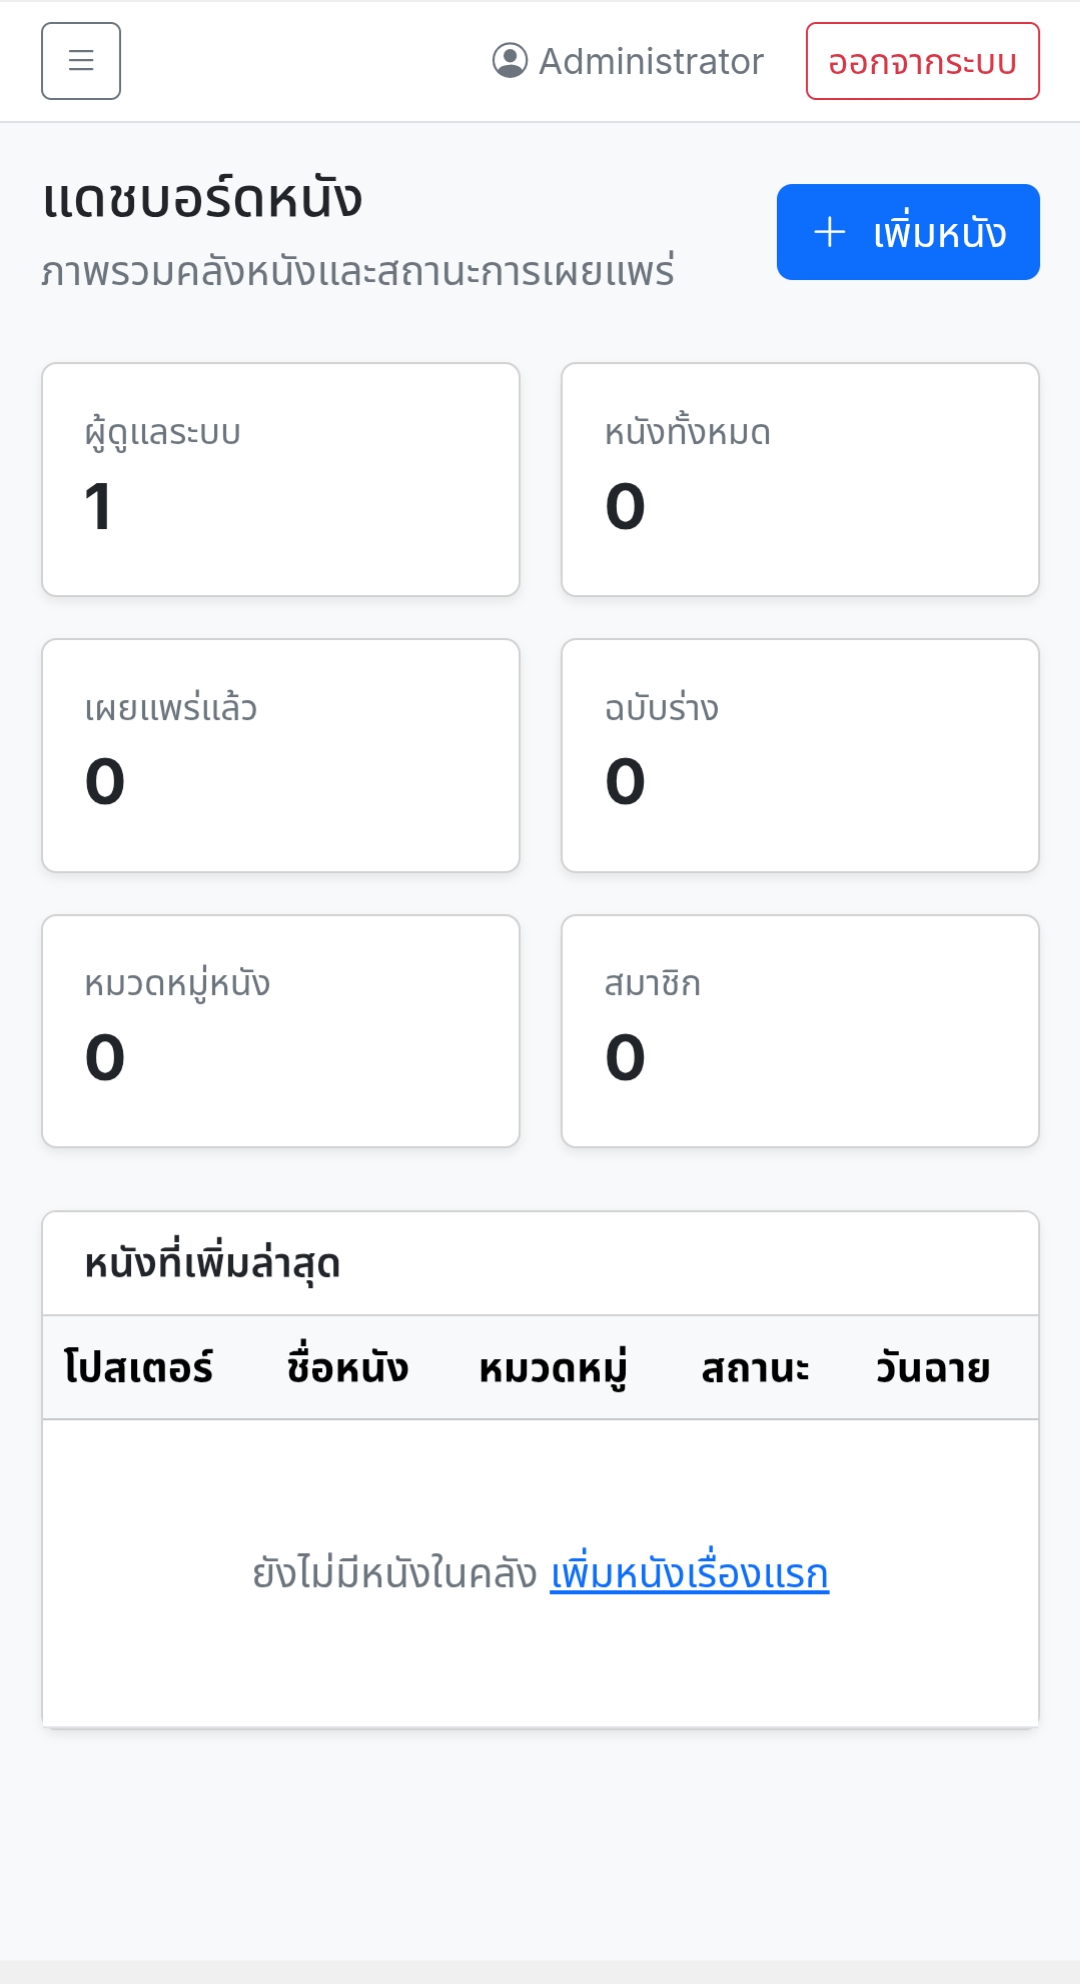 Administrator ออกจากระบบ
แดชบอร์ดหนัง
ภาพรวมคลังหนังและสถานะการเผยแพร่
+ เพิ่มหนัง
ผู้ดูแลระบบ
1
หนังทั้งหมด
0
เผยแพร่แล้ว
0
ฉบับร่าง
0
หมวดหมู่หนัง
0
สมาชิก
0
หนังที่เพิ่มล่าสุด
โปสเตอร์ ชื่อหนัง หมวดหมู่ สถานะ วันฉาย
ยังไม่มีหนังในคลัง เพิ่มหนังเรื่องแรก